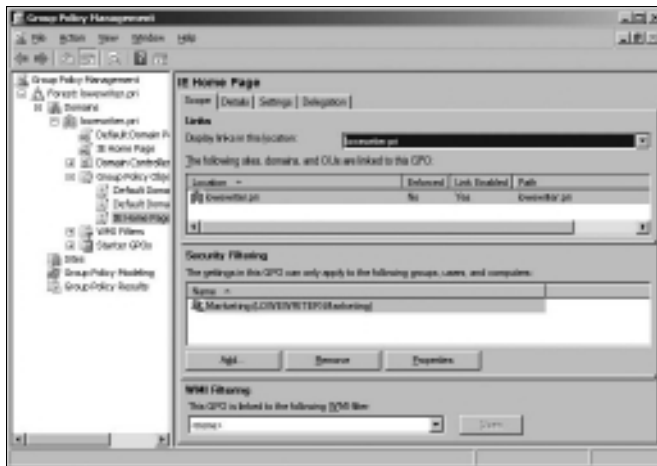 Group Policy Management
File Action View Window Help
Group Policy Management
Forest: lowewriter.pri
Domains
lowewriter.pri
Default Domain P
IE Home Page
Domain Controller
Group Policy Objec
Default Doma
Default Doma
IE Home Page
WMI Filters
Starter GPOs
Sites
Group Policy Modeling
Group Policy Results
IE Home Page
Scope Details Settings Delegation
Links
Display links in this location: lowewriter.pri
The following sites, domains, and OUs are linked to this GPO:
Location Enforced Link Enabled Path
lowewriter.pri No Yes lowewriter.pri
Security Filtering
The settings in this GPO can only apply to the following groups, users, and computers:
Name
Marketing (LOWEWRITER\Marketing)
Add... Remove Properties
WMI Filtering
This GPO is linked to the following WMI filter:
<none> Open